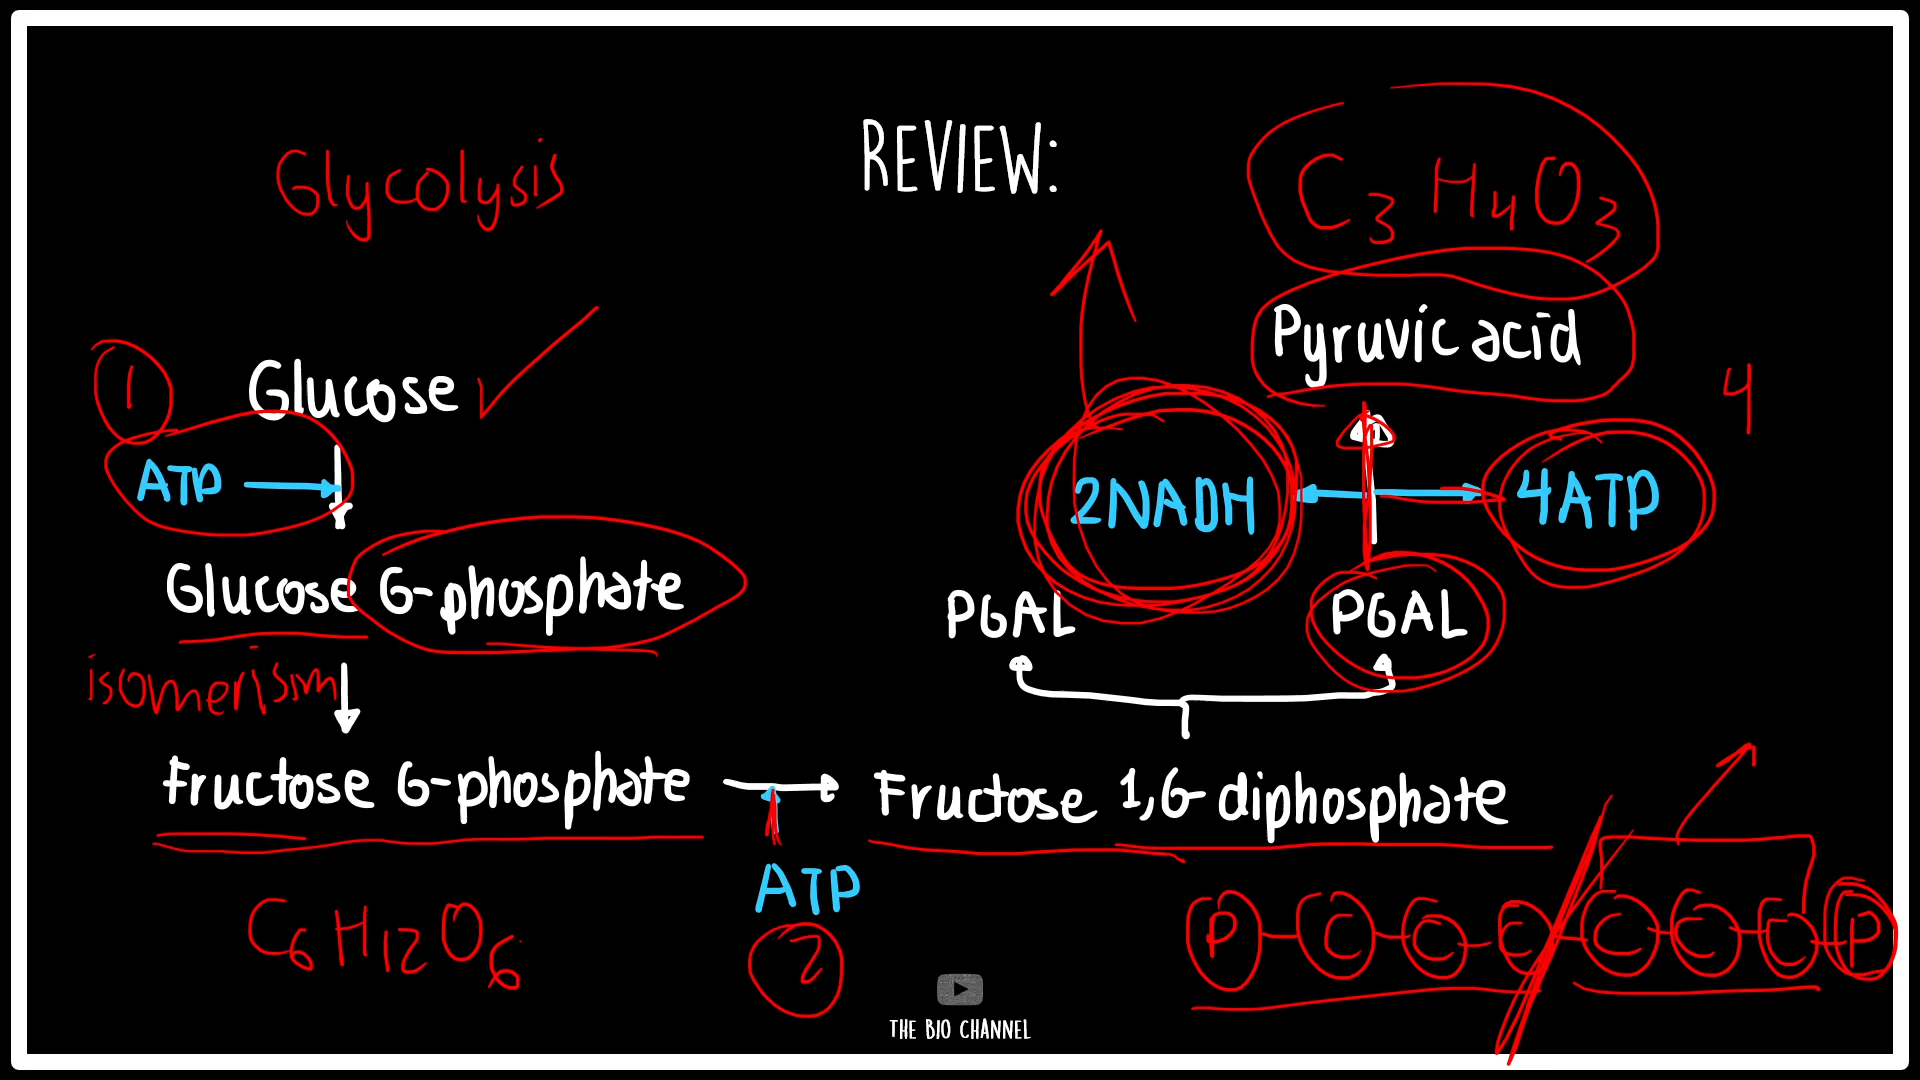 Glycolysis
REVIEW:
C3H4O3
Pyruvic acid
1
Glucose
4
ATP
2NADH
4ATP
Glucose 6-phosphate
PGAL
PGAL
isomerism
Fructose 6-phosphate
Fructose 1,6-diphosphate
ATP
C6H12O6
2
P-C-C-C-C-C-C-P
THE BIO CHANNEL